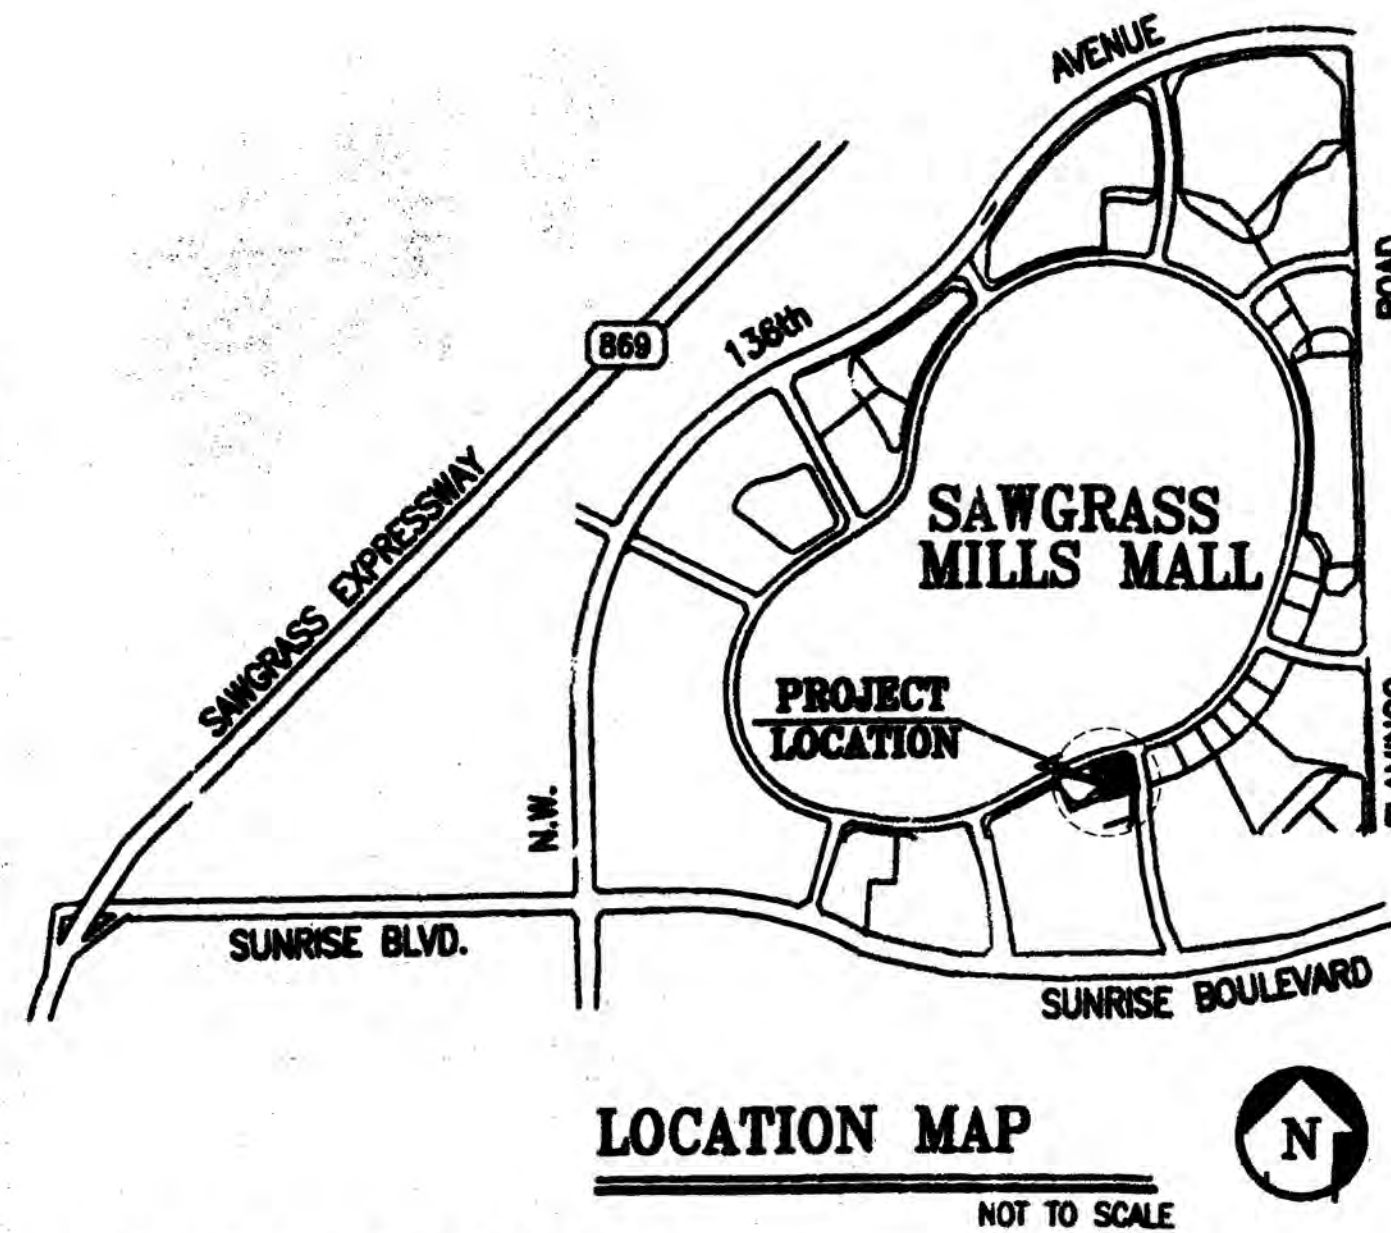 AVENUE
ROAD
869
136th
SAWGRASS EXPRESSWAY
SAWGRASS
MILLS MALL
PROJECT
LOCATION
N.W.
SUNRISE BLVD.
SUNRISE BOULEVARD
LOCATION MAP
N
NOT TO SCALE